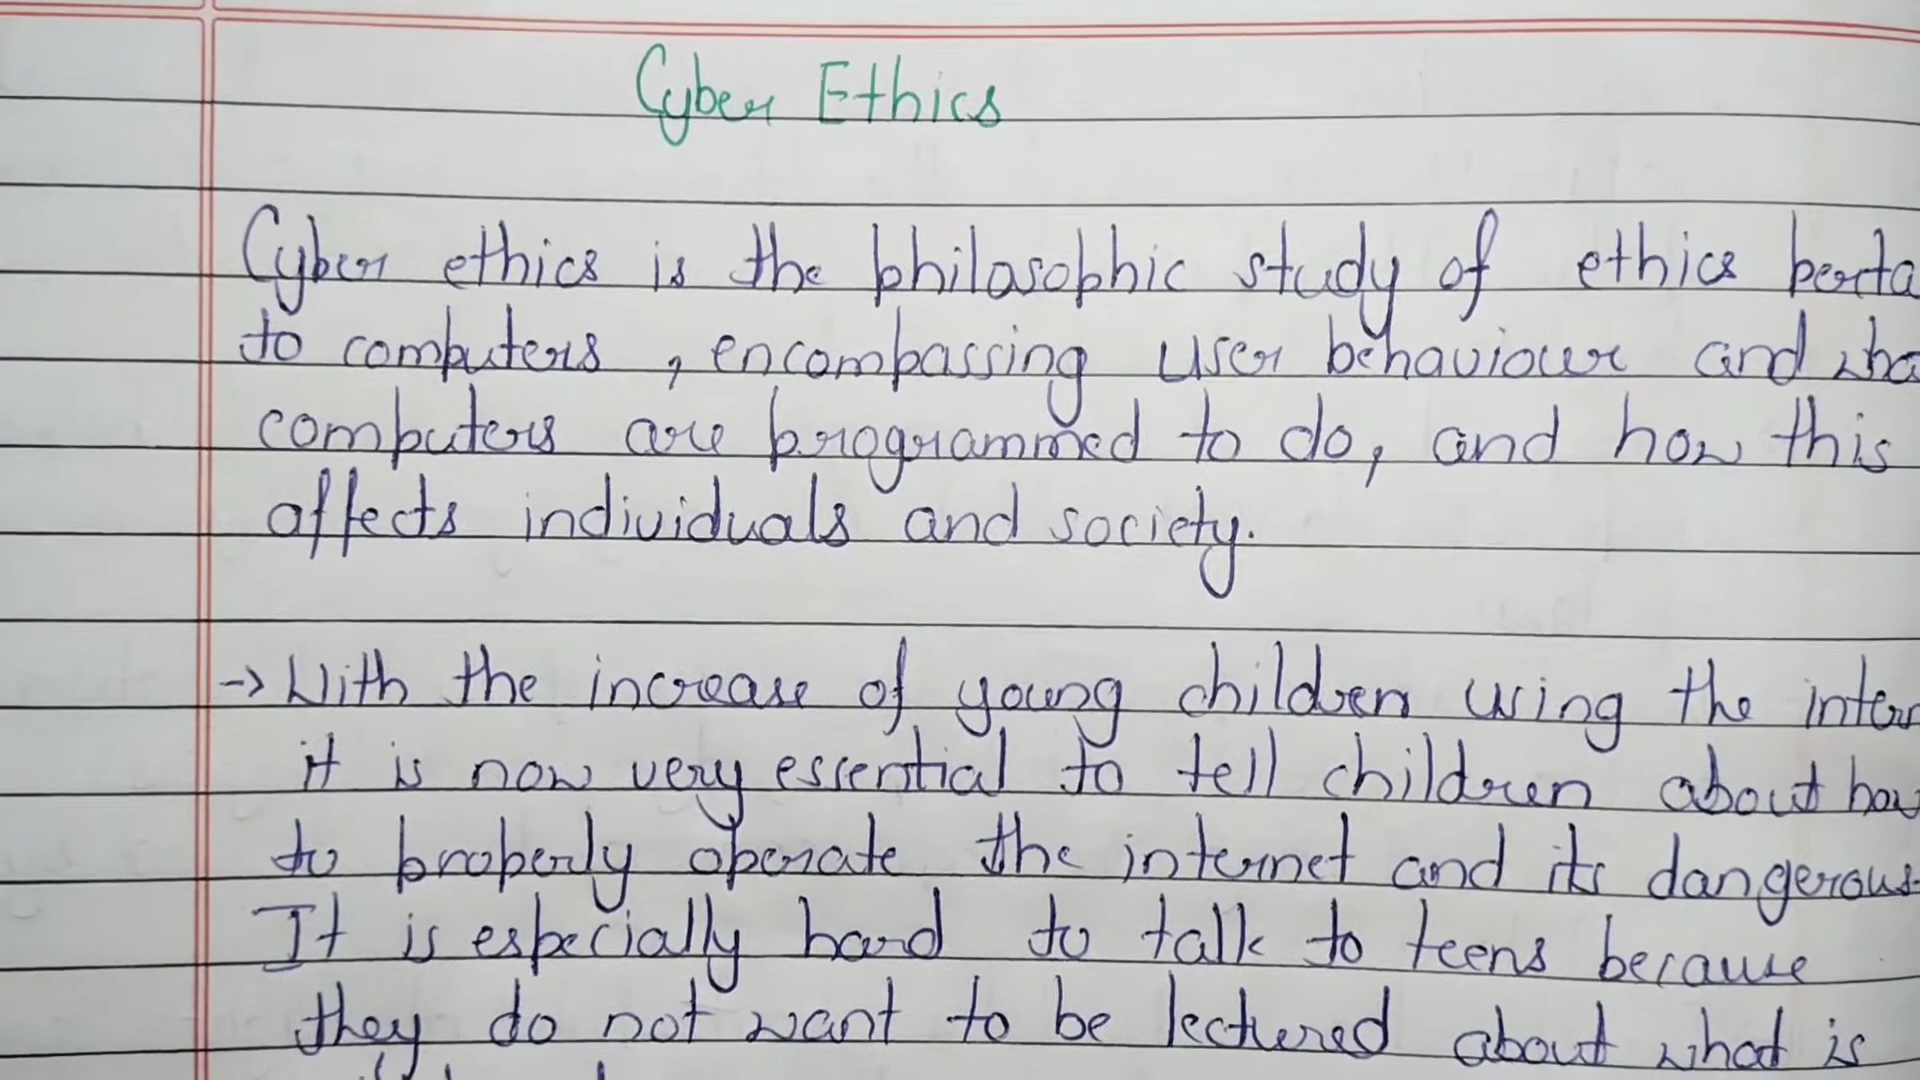 Cyber Ethics
Cyber ethics is the philosophic study of ethics perta
to computers , encompassing user behaviour and wha
computers are programmed to do, and how this
affects individuals and society.
→ With the increase of young children using the inter
it is now very essential to tell children about how
to properly operate the internet and its dangerous.
It is especially hard to talk to teens because
they do not want to be lectured about what is